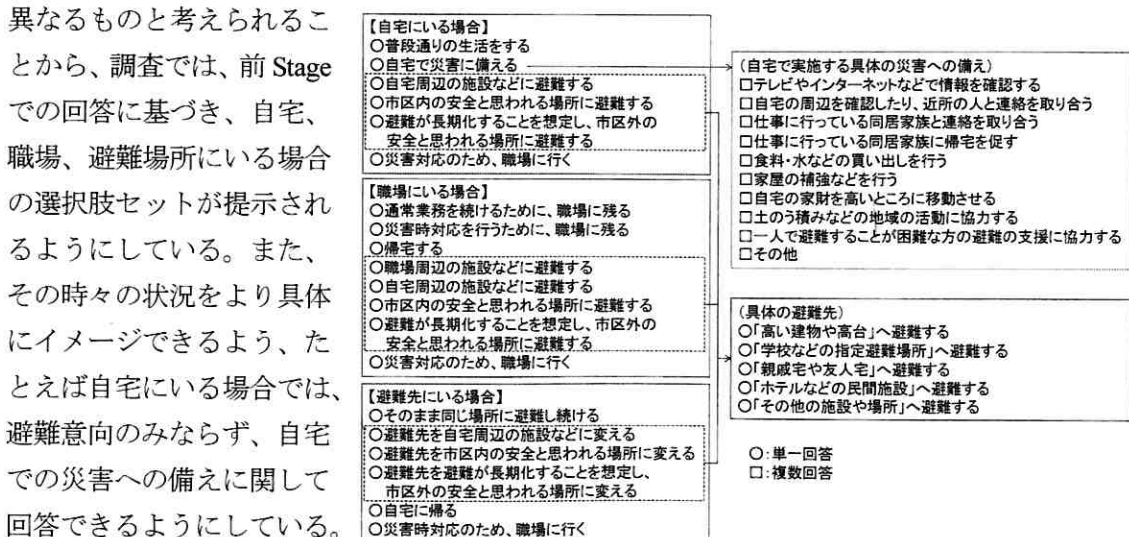 異なるものと考えられるこ
とから、調査では、前 Stage
での回答に基づき、自宅、
職場、避難場所にいる場合
の選択肢セットが提示され
るようにしている。また、
その時々の状況をより具体
にイメージできるよう、た
とえば自宅にいる場合では、
避難意向のみならず、自宅
での災害への備えに関して
回答できるようにしている。
【自宅にいる場合】
○普段通りの生活をする
○自宅で災害に備える
○自宅周辺の施設などに避難する
○市区内の安全と思われる場所に避難する
○避難が長期化することを想定し、市区外の
安全と思われる場所に避難する
○災害対応のため、職場に行く
【職場にいる場合】
○通常業務を続けるために、職場に残る
○災害時対応を行うために、職場に残る
○帰宅する
○職場周辺の施設などに避難する
○自宅周辺の施設などに避難する
○市区内の安全と思われる場所に避難する
○避難が長期化することを想定し、市区外の
安全と思われる場所に避難する
○災害対応のため、職場に行く
【避難先にいる場合】
○そのまま同じ場所に避難し続ける
○避難先を自宅周辺の施設などに変える
○避難先を市区内の安全と思われる場所に変える
○避難先を避難が長期化することを想定し、
市区外の安全と思われる場所に変える
○自宅に帰る
○災害時対応のため、職場に行く
(自宅で実施する具体の災害への備え)
□テレビやインターネットなどで情報を確認する
□自宅の周辺を確認したり、近所の人と連絡を取り合う
□仕事に行っている同居家族と連絡を取り合う
□仕事に行っている同居家族に帰宅を促す
□食料・水などの買い出しを行う
□家屋の補強などを行う
□自宅の家財を高いところに移動させる
□土のう積みなどの地域の活動に協力する
□一人で避難することが困難な方の避難の支援に協力する
□その他
(具体の避難先)
○「高い建物や高台」へ避難する
○「学校などの指定避難場所」へ避難する
○「親戚宅や友人宅」へ避難する
○「ホテルなどの民間施設」へ避難する
○「その他の施設や場所」へ避難する
○:単一回答
□:複数回答